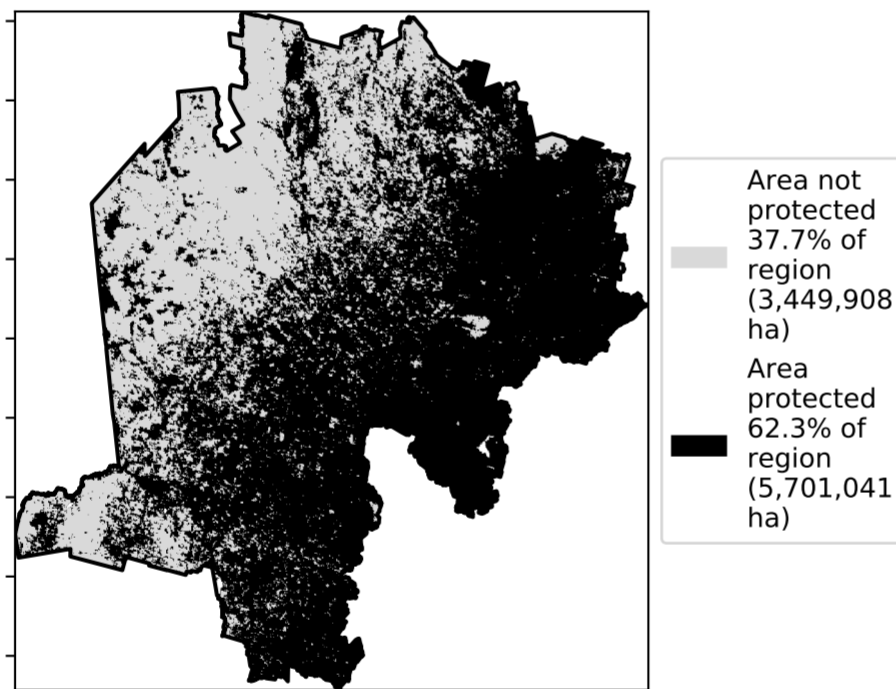 Area not
protected
37.7% of
region
(3,449,908
ha)
Area
protected
62.3% of
region
(5,701,041
ha)